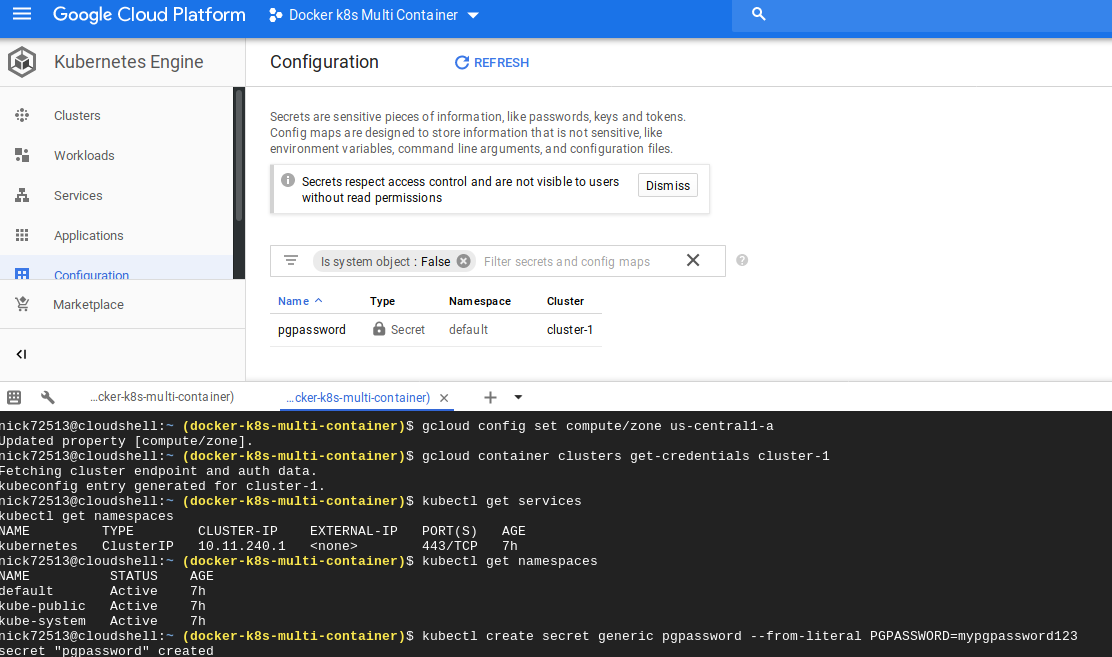 Google Cloud Platform
Docker k8s Multi Container
Kubernetes Engine
Configuration
REFRESH
Clusters
Workloads
Services
Applications
Configuration
Marketplace
Secrets are sensitive pieces of information, like passwords, keys and tokens.
Config maps are designed to store information that is not sensitive, like
environment variables, command line arguments, and configuration files.
Secrets respect access control and are not visible to users
without read permissions
Dismiss
Is system object : False
Filter secrets and config maps
Name Type Namespace Cluster
pgpassword Secret default cluster-1
...cker-k8s-multi-container) ...cker-k8s-multi-container)
nick72513@cloudshell:~ (docker-k8s-multi-container)$ gcloud config set compute/zone us-central1-a
Updated property [compute/zone].
nick72513@cloudshell:~ (docker-k8s-multi-container)$ gcloud container clusters get-credentials cluster-1
Fetching cluster endpoint and auth data.
kubeconfig entry generated for cluster-1.
nick72513@cloudshell:~ (docker-k8s-multi-container)$ kubectl get services
kubectl get namespaces
NAME TYPE CLUSTER-IP EXTERNAL-IP PORT(S) AGE
kubernetes ClusterIP 10.11.240.1 <none> 443/TCP 7h
nick72513@cloudshell:~ (docker-k8s-multi-container)$ kubectl get namespaces
NAME STATUS AGE
default Active 7h
kube-public Active 7h
kube-system Active 7h
nick72513@cloudshell:~ (docker-k8s-multi-container)$ kubectl create secret generic pgpassword --from-literal PGPASSWORD=mypgpassword123
secret "pgpassword" created